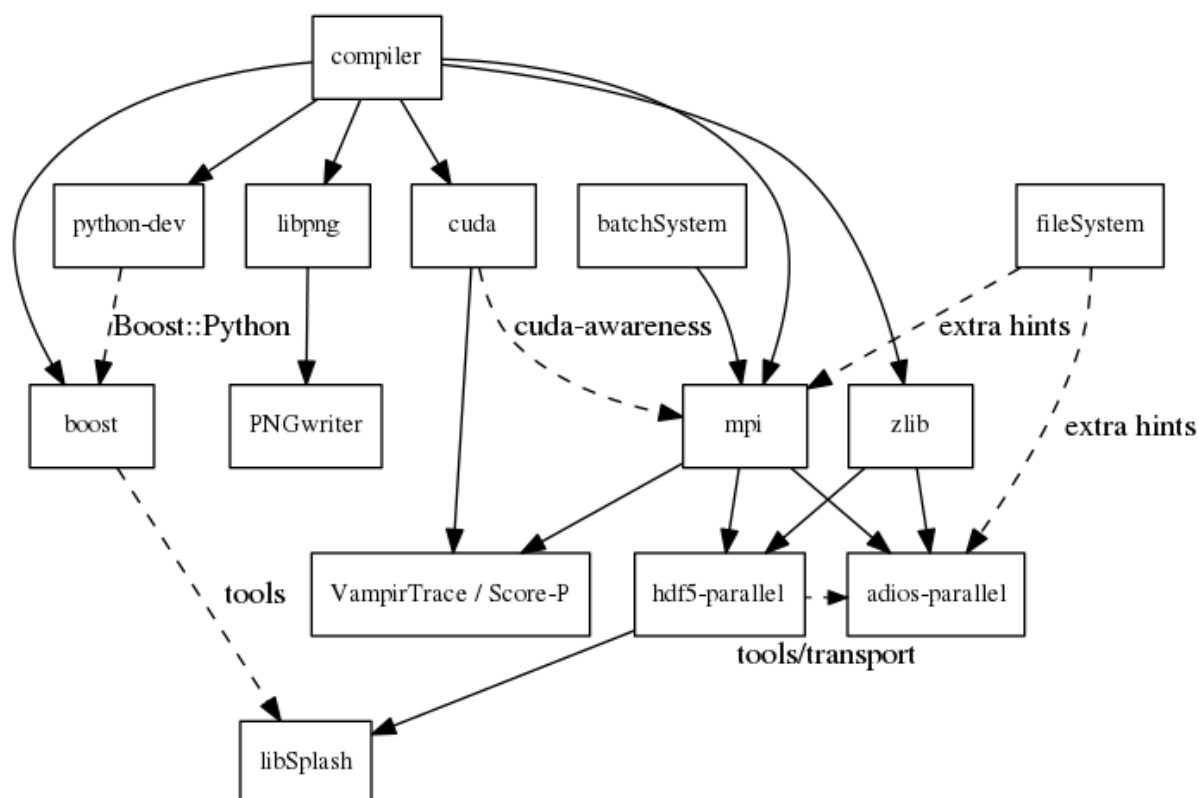 compiler
python-dev
libpng
cuda
batchSystem
fileSystem
Boost::Python
cuda-awareness
extra hints
boost
PNGwriter
mpi
zlib
extra hints
tools
VampirTrace / Score-P
hdf5-parallel
adios-parallel
tools/transport
libSplash